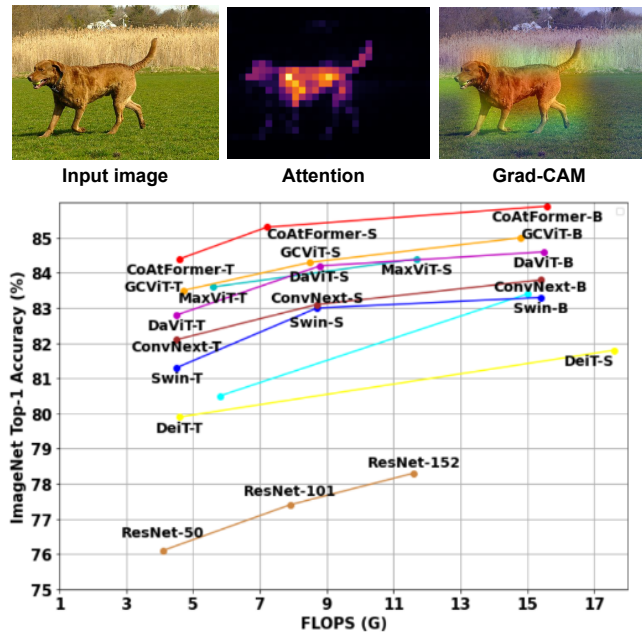 Input image
Attention
Grad-CAM
ImageNet Top-1 Accuracy (%)
85
84
83
82
81
80
79
78
77
76
75
CoAtFormer-B
CoAtFormer-S
GCViT-B
GCViT-S
CoAtFormer-T
DaViT-B
DaViT-S
MaxViT-S
GCViT-T
MaxViT-T
ConvNext-S
ConvNext-B
DaViT-T
Swin-S
Swin-B
ConvNext-T
Swin-T
DeiT-S
DeiT-T
ResNet-152
ResNet-101
ResNet-50
1
3
5
7
9
11
13
15
17
FLOPS (G)